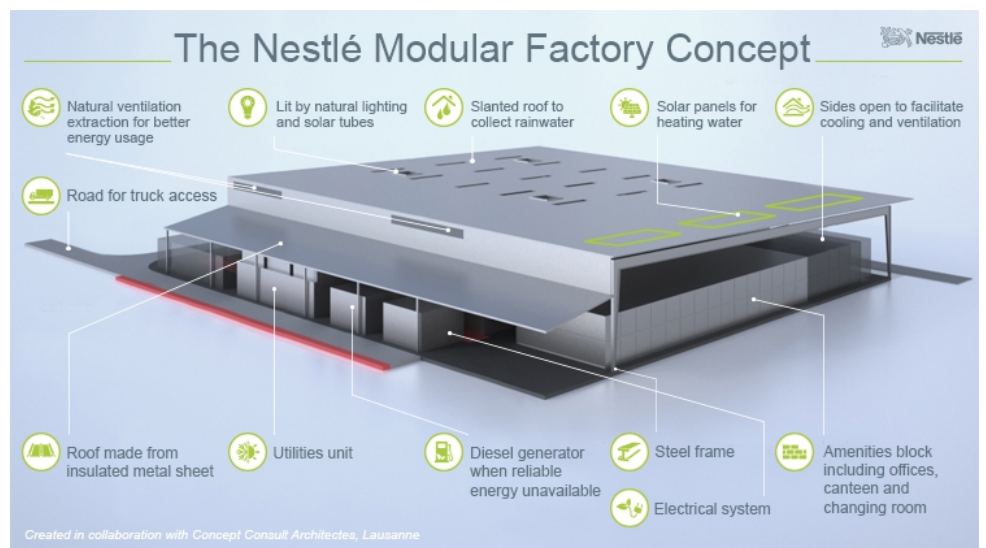 The Nestlé Modular Factory Concept
Nestlé
Natural ventilation
extraction for better
energy usage
Lit by natural lighting
and solar tubes
Slanted roof to
collect rainwater
Solar panels for
heating water
Sides open to facilitate
cooling and ventilation
Road for truck access
Roof made from
insulated metal sheet
Utilities unit
Diesel generator
when reliable
energy unavailable
Steel frame
Electrical system
Amenities block
including offices,
canteen and
changing room
Created in collaboration with Concept Consult Architectes, Lausanne